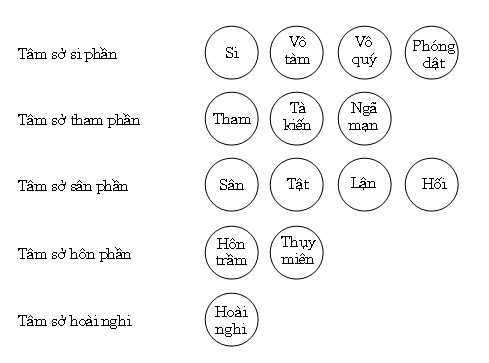 Tâm sở si phần
Si
Vô
tàm
Vô
quý
Phóng
dật
Tâm sở tham phần
Tham
Tà
kiến
Ngã
mạn
Tâm sở sân phần
Sân
Tật
Lận
Hối
Tâm sở hôn phần
Hôn
trầm
Thụy
miên
Tâm sở hoài nghi
Hoài
nghi